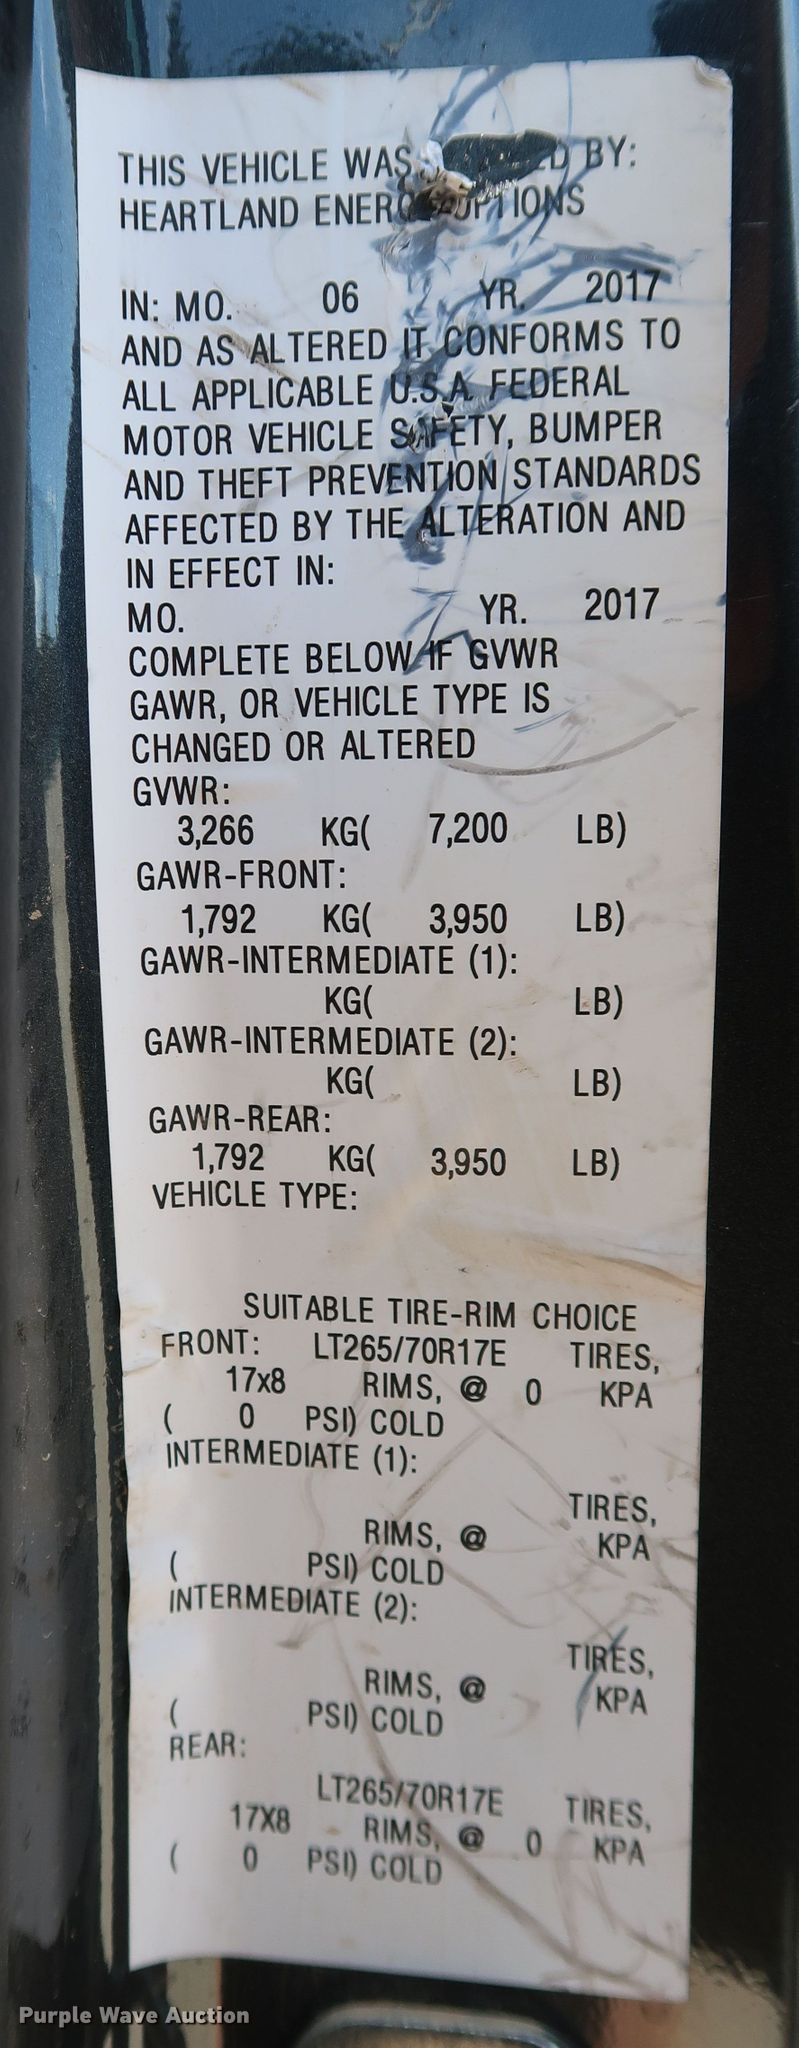 THIS VEHICLE WAS BY:
HEARTLAND
IN: MO. 06 YR. 2017
AND AS ALTERED IT CONFORMS TO
ALL APPLICABLE U.S.A. FEDERAL
MOTOR VEHICLE SAFETY, BUMPER
AND THEFT PREVENTION STANDARDS
AFFECTED BY THE ALTERATION AND
IN EFFECT IN:
MO. YR. 2017
COMPLETE BELOW IF GVWR
GAWR, OR VEHICLE TYPE IS
CHANGED OR ALTERED
GVWR:
3,266 KG( 7,200 LB)
GAWR-FRONT:
1,792 KG( 3,950 LB)
GAWR-INTERMEDIATE (1):
KG( LB)
GAWR-INTERMEDIATE (2):
KG( LB)
GAWR-REAR:
1,792 KG( 3,950 LB)
VEHICLE TYPE:
SUITABLE TIRE-RIM CHOICE
FRONT: LT265/70R17E TIRES,
17x8 RIMS, @ 0 KPA
( 0 PSI) COLD
INTERMEDIATE (1):
TIRES,
RIMS, @ KPA
( PSI) COLD
INTERMEDIATE (2):
TIRES,
RIMS, @ KPA
( PSI) COLD
REAR:
LT265/70R17E TIRES,
17X8 RIMS, @ 0 KPA
( 0 PSI) COLD
Purple Wave Auction